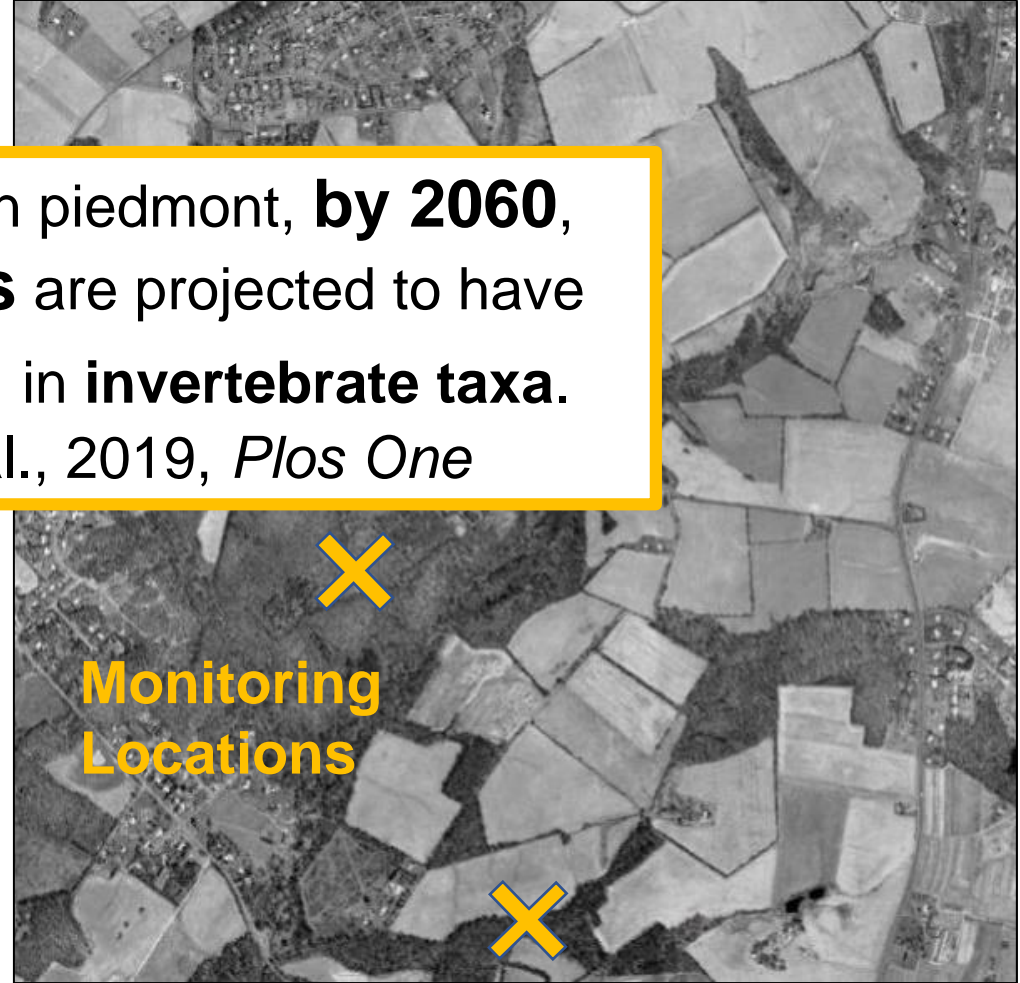 n piedmont, by 2060,
s are projected to have
in invertebrate taxa.
l., 2019, Plos One
Monitoring
Locations